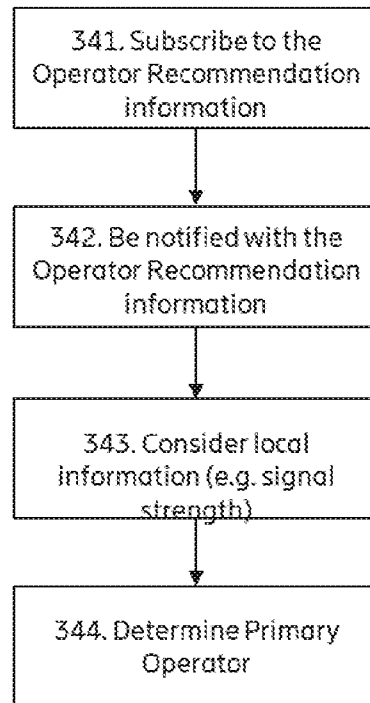 341. Subscribe to the
Operator Recommendation
information
342. Be notified with the
Operator Recommendation
information
343. Consider local
information (e.g. signal
strength)
344. Determine Primary
Operator